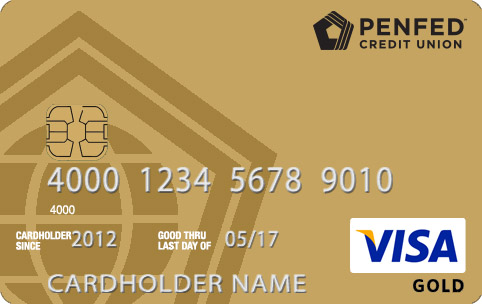 PENFED™
CREDIT UNION
4000 1234 5678 9010
4000
CARDHOLDER SINCE 2012 GOOD THRU LAST DAY OF 05/17
CARDHOLDER NAME
VISA
GOLD